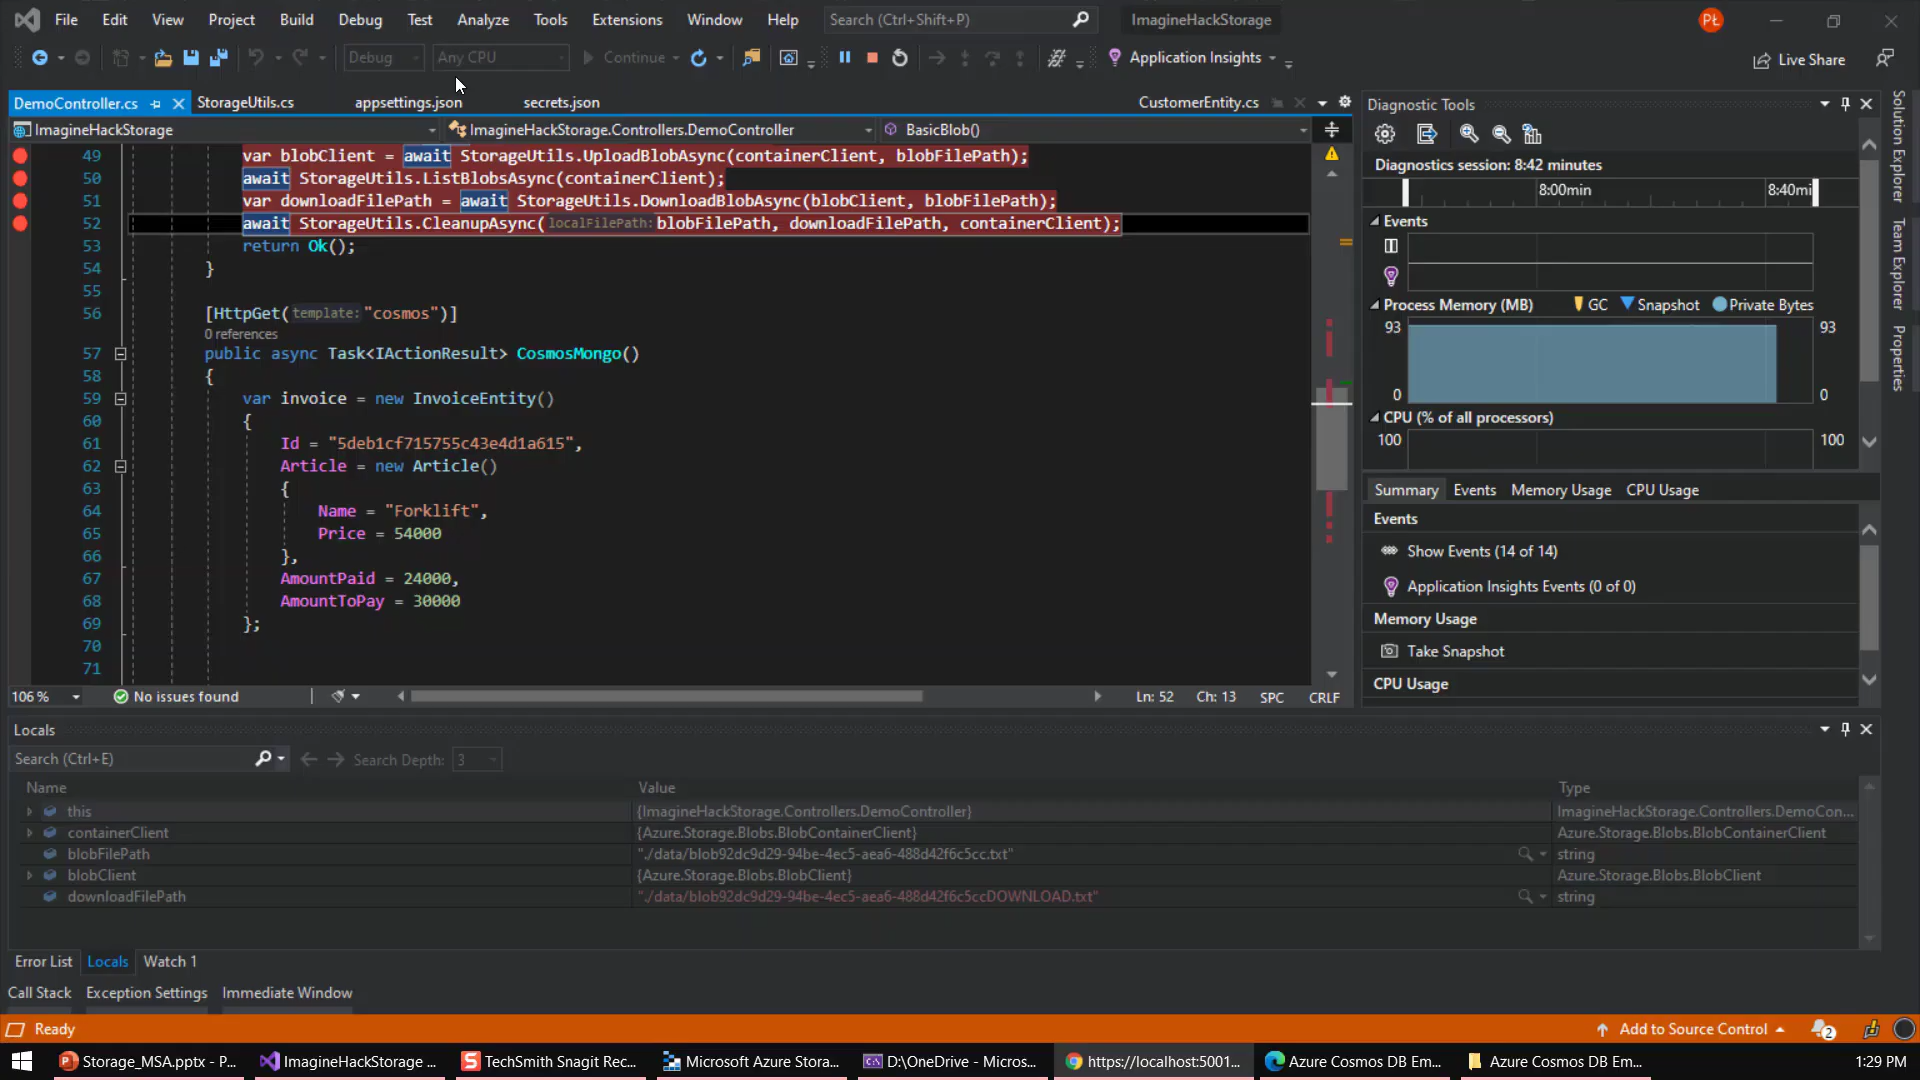 File Edit View Project Build Debug Test Analyze Tools Extensions Window Help Search (Ctrl+Shift+P) ImagineHackStorage PŁ
Debug Any CPU Continue Application Insights Live Share
DemoController.cs StorageUtils.cs appsettings.json secrets.json CustomerEntity.cs
ImagineHackStorage ImagineHackStorage.Controllers.DemoController BasicBlob()
49 var blobClient = await StorageUtils.UploadBlobAsync(containerClient, blobFilePath);
50 await StorageUtils.ListBlobsAsync(containerClient);
51 var downloadFilePath = await StorageUtils.DownloadBlobAsync(blobClient, blobFilePath);
52 await StorageUtils.CleanupAsync(localFilePath: blobFilePath, downloadFilePath, containerClient);
53 return Ok();
54 }
55
56 [HttpGet(template: "cosmos")]
0 references
57 public async Task<IActionResult> CosmosMongo()
58 {
59 var invoice = new InvoiceEntity()
60 {
61 Id = "5deb1cf715755c43e4d1a615",
62 Article = new Article()
63 {
64 Name = "Forklift",
65 Price = 54000
66 },
67 AmountPaid = 24000,
68 AmountToPay = 30000
69 };
70
71
106 % No issues found Ln: 52 Ch: 13 SPC CRLF
Diagnostic Tools
Diagnostics session: 8:42 minutes
8:00min 8:40mi
Events
Process Memory (MB) GC Snapshot Private Bytes
93 93
0 0
CPU (% of all processors)
100 100
Summary Events Memory Usage CPU Usage
Events
Show Events (14 of 14)
Application Insights Events (0 of 0)
Memory Usage
Take Snapshot
CPU Usage
Solution Explorer
Team Explorer
Properties
Locals
Search (Ctrl+E) Search Depth: 3
Name Value Type
this {ImagineHackStorage.Controllers.DemoController} ImagineHackStorage.Controllers.DemoCon...
containerClient {Azure.Storage.Blobs.BlobContainerClient} Azure.Storage.Blobs.BlobContainerClient
blobFilePath "./data/blob92dc9d29-94be-4ec5-aea6-488d42f6c5cc.txt" string
blobClient {Azure.Storage.Blobs.BlobClient} Azure.Storage.Blobs.BlobClient
downloadFilePath "./data/blob92dc9d29-94be-4ec5-aea6-488d42f6c5ccDOWNLOAD.txt" string
Error List Locals Watch 1
Call Stack Exception Settings Immediate Window
Ready Add to Source Control 2
Storage_MSA.pptx - P... ImagineHackStorage ... TechSmith Snagit Rec... Microsoft Azure Stora... D:\OneDrive - Micros... https://localhost:5001... Azure Cosmos DB Em... Azure Cosmos DB Em... 1:29 PM